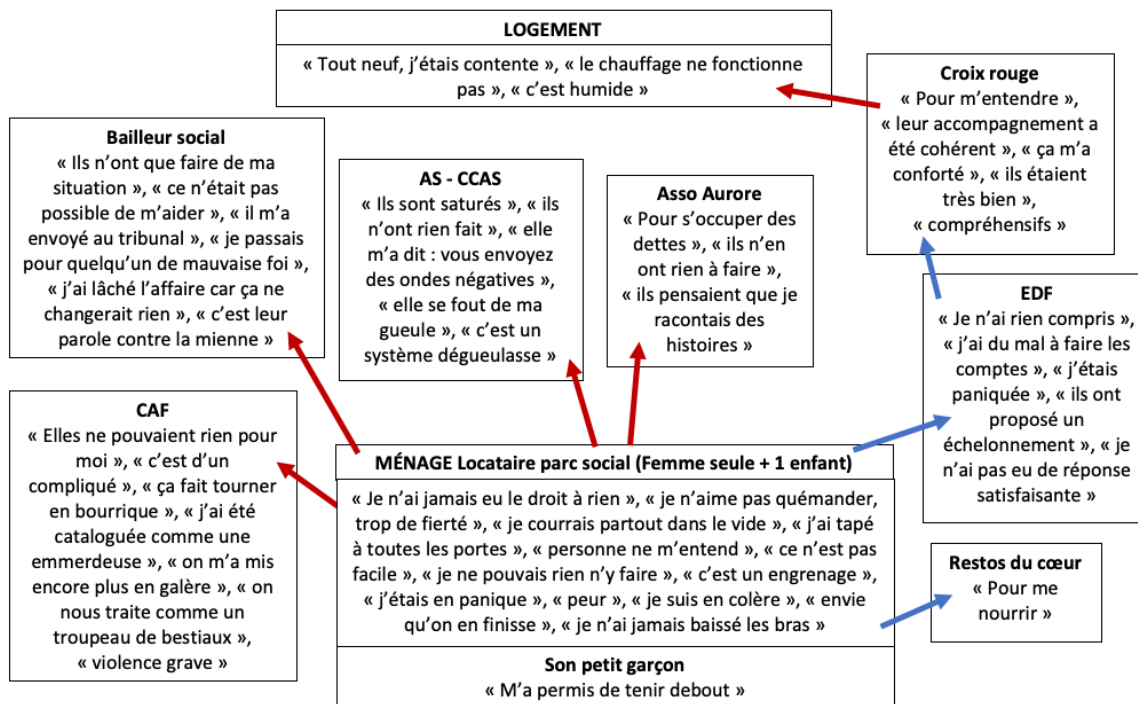 LOGEMENT
« Tout neuf, j’étais contente », « le chauffage ne fonctionne
pas », « c’est humide »
Croix rouge
« Pour m’entendre »,
« leur accompagnement a
été cohérent », « ça m’a
conforté », « ils étaient
très bien »,
« compréhensifs »
Bailleur social
« Ils n’ont que faire de ma
situation », « ce n’était pas
possible de m’aider », « il m’a
envoyé au tribunal », « je passais
pour quelqu’un de mauvaise foi »,
« j’ai lâché l’affaire car ça ne
changerait rien », « c’est leur
parole contre la mienne »
AS - CCAS
« Ils sont saturés », « ils
n’ont rien fait », « elle
m’a dit : vous envoyez
des ondes négatives »,
« elle se fout de ma
gueule », « c’est un
système dégueulasse »
Asso Aurore
« Pour s’occuper des
dettes », « ils n’en
ont rien à faire »,
« ils pensaient que je
racontais des
histoires »
EDF
« Je n’ai rien compris »,
« j’ai du mal à faire les
comptes », « j’étais
paniquée », « ils ont
proposé un
échelonnement », « je
n’ai pas eu de réponse
satisfaisante »
CAF
« Elles ne pouvaient rien pour
moi », « c’est d’un
compliqué », « ça fait tourner
en bourrique », « j’ai été
cataloguée comme une
emmerdeuse », « on m’a mis
encore plus en galère », « on
nous traite comme un
troupeau de bestiaux »,
« violence grave »
MÉNAGE Locataire parc social (Femme seule + 1 enfant)
« Je n’ai jamais eu le droit à rien », « je n’aime pas quémander,
trop de fierté », « je courrais partout dans le vide », « j’ai tapé
à toutes les portes », « personne ne m’entend », « ce n’est pas
facile », « je ne pouvais rien n’y faire », « c’est un engrenage »,
« j’étais en panique », « peur », « je suis en colère », « envie
qu’on en finisse », « je n’ai jamais baissé les bras »
Restos du cœur
« Pour me
nourrir »
Son petit garçon
« M’a permis de tenir debout »